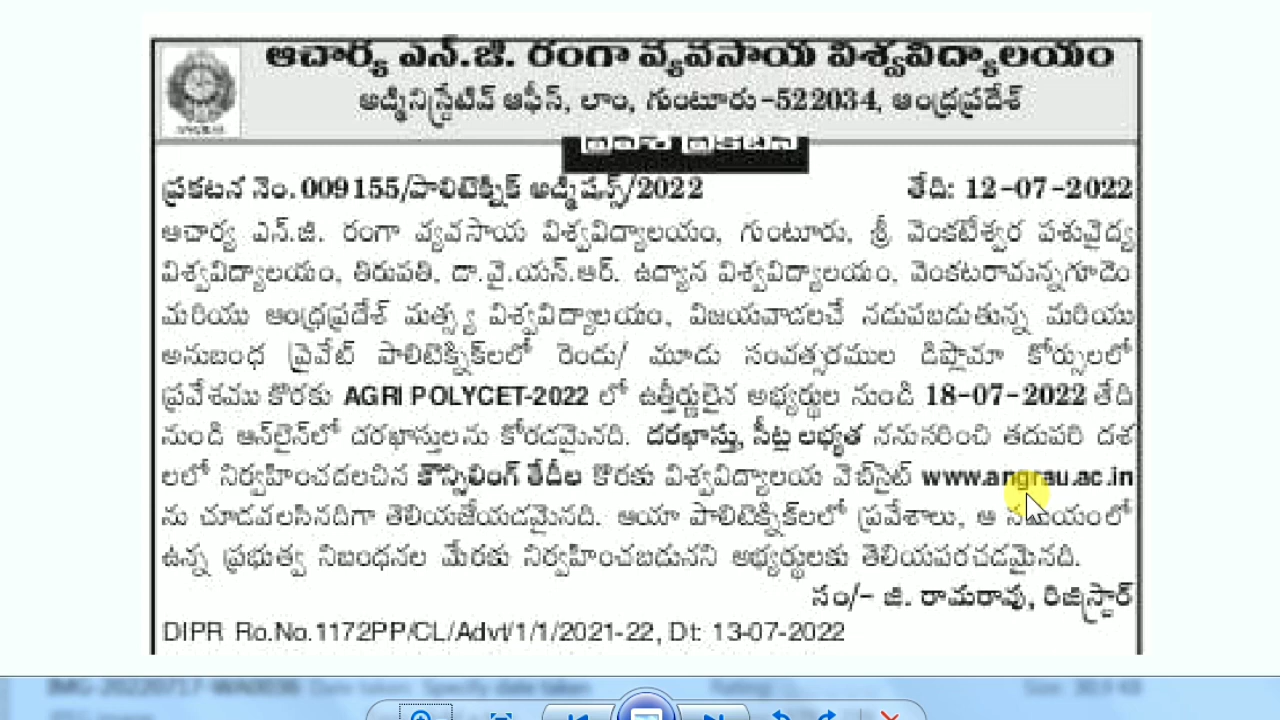 ఆచార్య ఎన్.జి. రంగా వ్యవసాయ విశ్వవిద్యాలయం
అడ్మినిస్ట్రేటివ్ ఆఫీస్, లాం, గుంటూరు-522034, ఆంధ్రప్రదేశ్
ప్రవేశ ప్రకటన
ప్రకటన నెం. 009155/పాలిటెక్నిక్ అడ్మిషన్స్/2022 తేది: 12-07-2022
ఆచార్య ఎన్.జి. రంగా వ్యవసాయ విశ్వవిద్యాలయం, గుంటూరు, శ్రీ వెంకటేశ్వర పశువైద్య
విశ్వవిద్యాలయం, తిరుపతి, డా.వై.యస్.ఆర్. ఉద్యాన విశ్వవిద్యాలయం, వెంకటరామన్నగూడెం
మరియు ఆంధ్రప్రదేశ్ మత్స్య విశ్వవిద్యాలయం, విజయవాడలచే నడుపబడుతున్న మరియు
అనుబంధ ప్రైవేట్ పాలిటెక్నిక్‌లలో రెండు/ మూడు సంవత్సరముల డిప్లొమా కోర్సులలో
ప్రవేశము కొరకు AGRI POLYCET-2022 లో ఉత్తీర్ణులైన అభ్యర్థుల నుండి 18-07-2022 తేది
నుండి ఆన్‌లైన్‌లో దరఖాస్తులను కోరడమైనది. దరఖాస్తు, సీట్ల లభ్యత ననుసరించి తదుపరి దశ
లలో నిర్వహించదలచిన కౌన్సిలింగ్ తేదీల కొరకు విశ్వవిద్యాలయ వెబ్‌సైట్ www.angrau.ac.in
ను చూడవలసినదిగా తెలియజేయడమైనది. ఆయా పాలిటెక్నిక్‌లలో ప్రవేశాలు, ఆ సమయంలో
ఉన్న ప్రభుత్వ నిబంధనల మేరకు నిర్వహించబడునని అభ్యర్థులకు తెలియపరచడమైనది.
సం/- జి. రామరావు, రిజిస్ట్రార్
DIPR Ro.No.1172PP/CL/Advt/1/1/2021-22, Dt: 13-07-2022